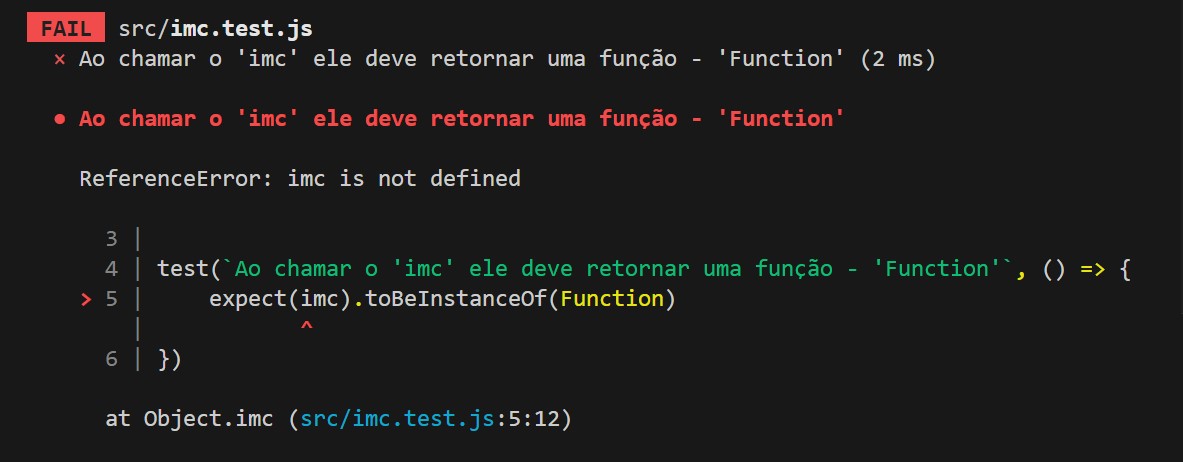 FAIL src/imc.test.js
× Ao chamar o 'imc' ele deve retornar uma função - 'Function' (2 ms)
● Ao chamar o 'imc' ele deve retornar uma função - 'Function'
ReferenceError: imc is not defined
3 |
4 | test(`Ao chamar o 'imc' ele deve retornar uma função - 'Function'`, () => {
> 5 | expect(imc).toBeInstanceOf(Function)
| ^
6 | })
at Object.imc (src/imc.test.js:5:12)